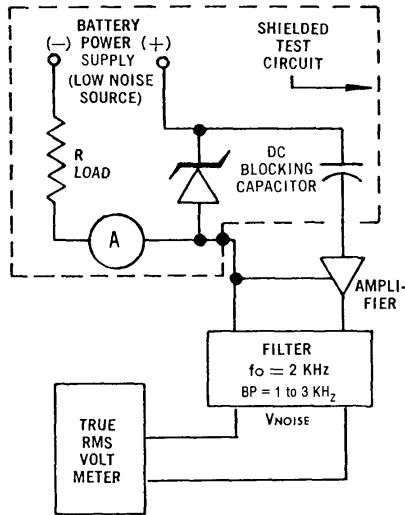 BATTERY
POWER
SUPPLY
(LOW NOISE
SOURCE)
(−)
(+)
SHIELDED
TEST
CIRCUIT
R
LOAD
DC
BLOCKING
CAPACITOR
A
AMPLI-
FIER
FILTER
fo = 2 KHz
BP = 1 to 3 KHz
VNOISE
TRUE
RMS
VOLT
METER